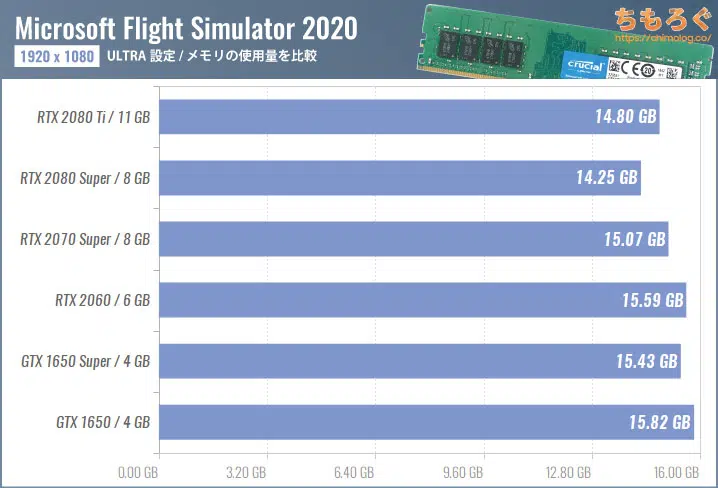 Microsoft Flight Simulator 2020
ちもろぐ
https://chimolog.co/
1920 x 1080 ULTRA 設定 / メモリの使用量を比較
crucial
RTX 2080 Ti / 11 GB 14.80 GB
RTX 2080 Super / 8 GB 14.25 GB
RTX 2070 Super / 8 GB 15.07 GB
RTX 2060 / 6 GB 15.59 GB
GTX 1650 Super / 4 GB 15.43 GB
GTX 1650 / 4 GB 15.82 GB
0.00 GB 3.20 GB 6.40 GB 9.60 GB 12.80 GB 16.00 GB